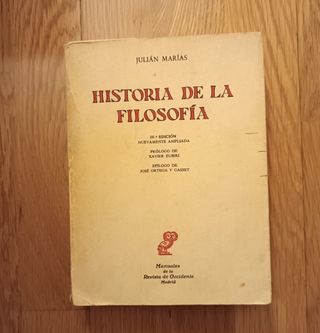 JULIÁN MARÍAS
HISTORIA DE LA
FILOSOFÍA
NUEVAMENTE AMPLIADA
PRÓLOGO DE
XAVIER ZUBIRI
EPÍLOGO DE
JOSÉ ORTEGA Y GASSET
Manuales
de la
Revista de Occidente
Madrid